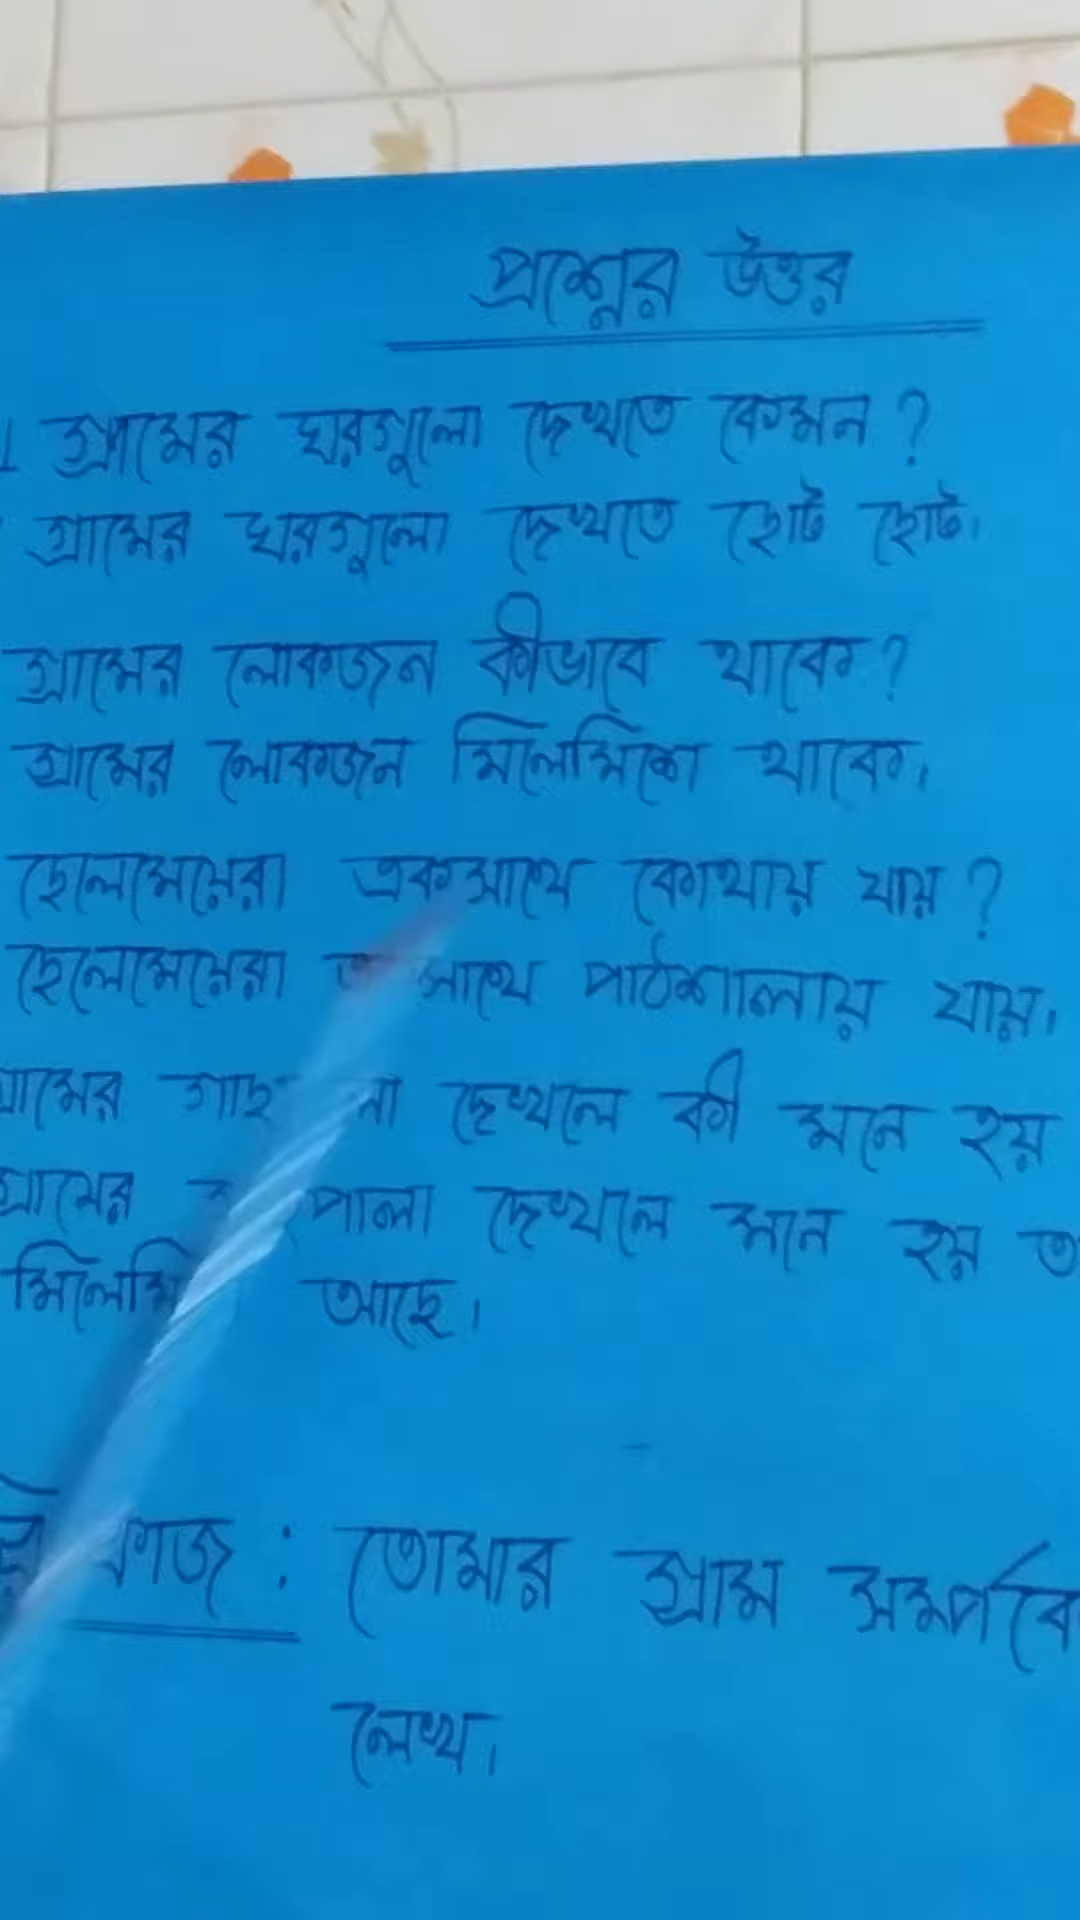 প্রশ্নের উত্তর
গ্রামের ঘরগুলো দেখতে কেমন?
গ্রামের ঘরগুলো দেখতে ছোট ছোট।
গ্রামের লোকজন কীভাবে থাকে?
গ্রামের লোকজন মিলেমিশে থাকে।
ছেলেমেয়েরা একসাথে কোথায় যায়?
ছেলেমেয়েরা পাঠশালায় যায়।
গ্রামের দেখলে কী মনে হয়
গ্রামের দেখলে মনে হয়
আছে।
কাজ: তোমার গ্রাম সম্পর্কে
লেখ।